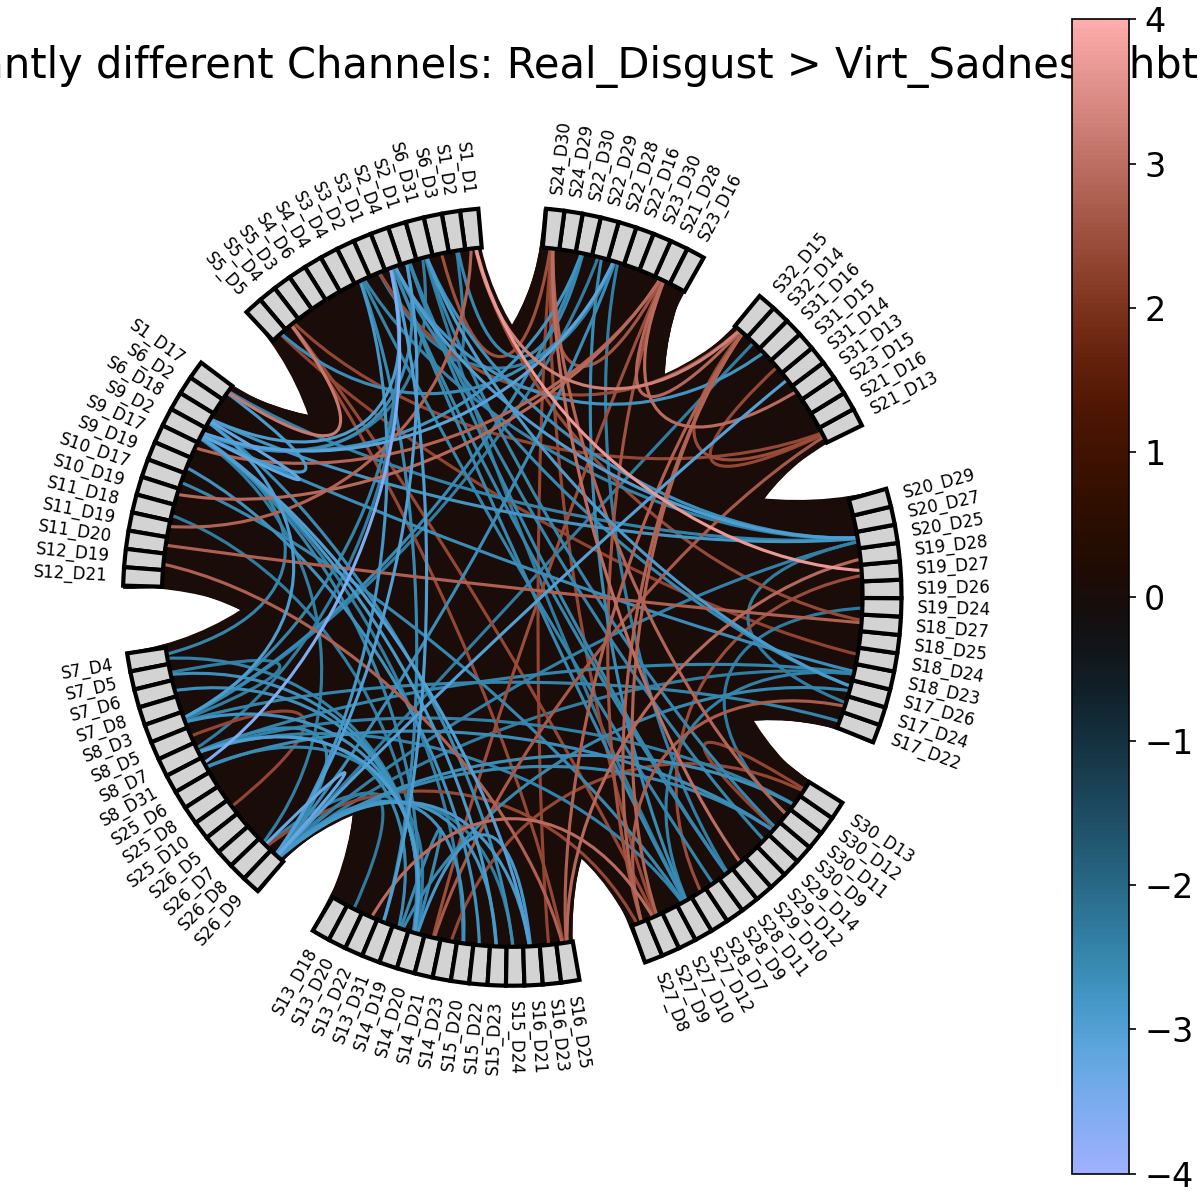 ntly different Channels: Real_Disgust > Virt_Sadnes hbt
S24_D30
S24_D29
S22_D30
S22_D29
S22_D28
S22_D16
S23_D30
S21_D28
S23_D16
S32_D15
S32_D14
S31_D16
S31_D15
S31_D14
S31_D13
S23_D15
S21_D16
S21_D13
S20_D29
S20_D27
S20_D25
S19_D28
S19_D27
S19_D26
S19_D24
S18_D27
S18_D25
S18_D24
S18_D23
S17_D26
S17_D24
S17_D22
S30_D13
S30_D12
S30_D11
S30_D9
S29_D14
S29_D12
S29_D10
S28_D11
S28_D9
S28_D7
S27_D12
S27_D10
S27_D9
S27_D8
S16_D25
S16_D23
S16_D21
S15_D24
S15_D23
S15_D22
S15_D20
S14_D23
S14_D21
S14_D20
S14_D19
S13_D31
S13_D22
S13_D20
S13_D18
S26_D9
S26_D8
S26_D7
S26_D5
S25_D10
S25_D8
S25_D6
S8_D31
S8_D7
S8_D5
S8_D3
S7_D8
S7_D6
S7_D5
S7_D4
S12_D21
S12_D19
S11_D20
S11_D19
S11_D18
S10_D19
S10_D17
S9_D19
S9_D17
S9_D2
S6_D18
S6_D2
S1_D17
S5_D5
S5_D4
S5_D3
S4_D6
S4_D4
S3_D4
S3_D2
S3_D1
S2_D4
S2_D1
S6_D31
S6_D3
S1_D2
S1_D1
4
3
2
1
0
−1
−2
−3
−4